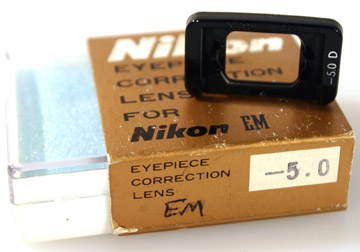 Nikon
EYEPIECE
CORRECTION
LENS
FOR
Nikon EM
-5.0 D
EYEPIECE
CORRECTION
LENS
EM
-5.0